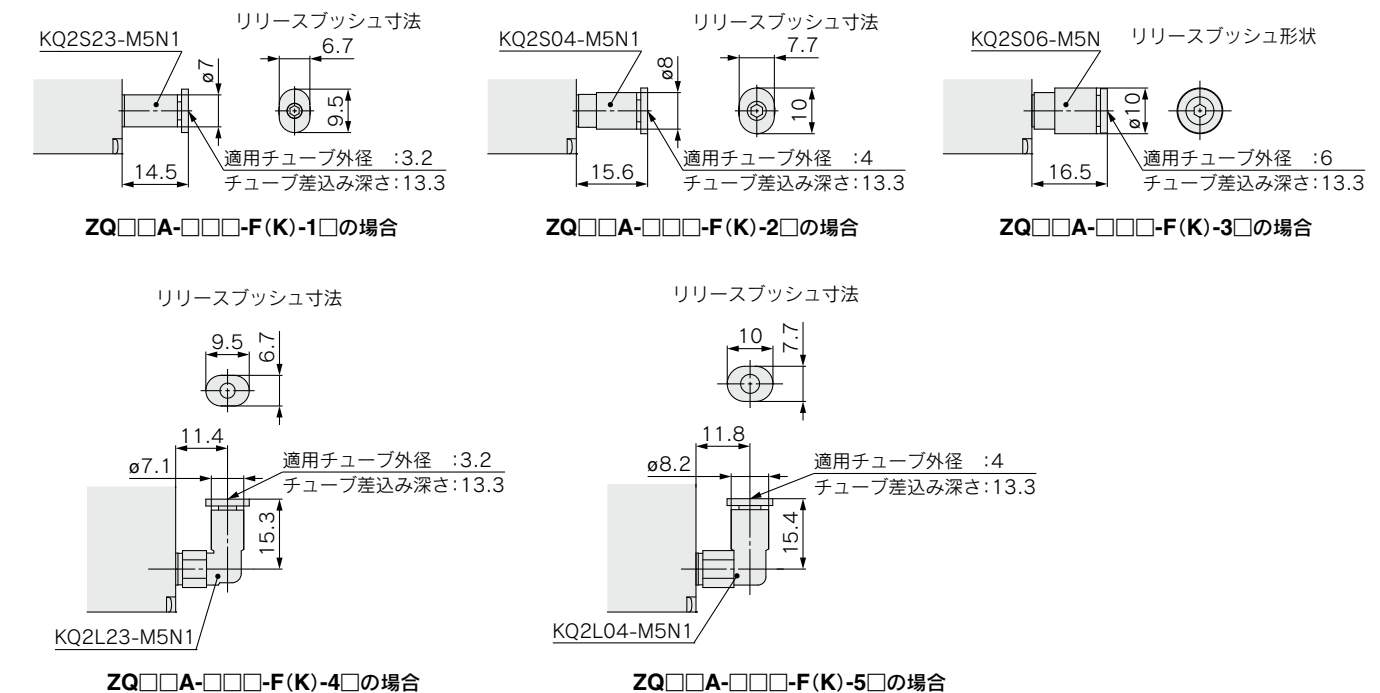 リリースブッシュ寸法
KQ2S23-M5N1
6.7
ø7
9.5
適用チューブ外径 :3.2
14.5
チューブ差込み深さ:13.3
ZQ□□A-□□□-F(K)-1□の場合
リリースブッシュ寸法
KQ2S04-M5N1
7.7
ø8
10
適用チューブ外径 :4
15.6
チューブ差込み深さ:13.3
ZQ□□A-□□□-F(K)-2□の場合
KQ2S06-M5N
リリースブッシュ形状
ø10
適用チューブ外径 :6
16.5
チューブ差込み深さ:13.3
ZQ□□A-□□□-F(K)-3□の場合
リリースブッシュ寸法
9.5
6.7
11.4
ø7.1
適用チューブ外径 :3.2
チューブ差込み深さ:13.3
15.3
KQ2L23-M5N1
ZQ□□A-□□□-F(K)-4□の場合
リリースブッシュ寸法
10
7.7
11.8
ø8.2
適用チューブ外径 :4
チューブ差込み深さ:13.3
15.4
KQ2L04-M5N1
ZQ□□A-□□□-F(K)-5□の場合